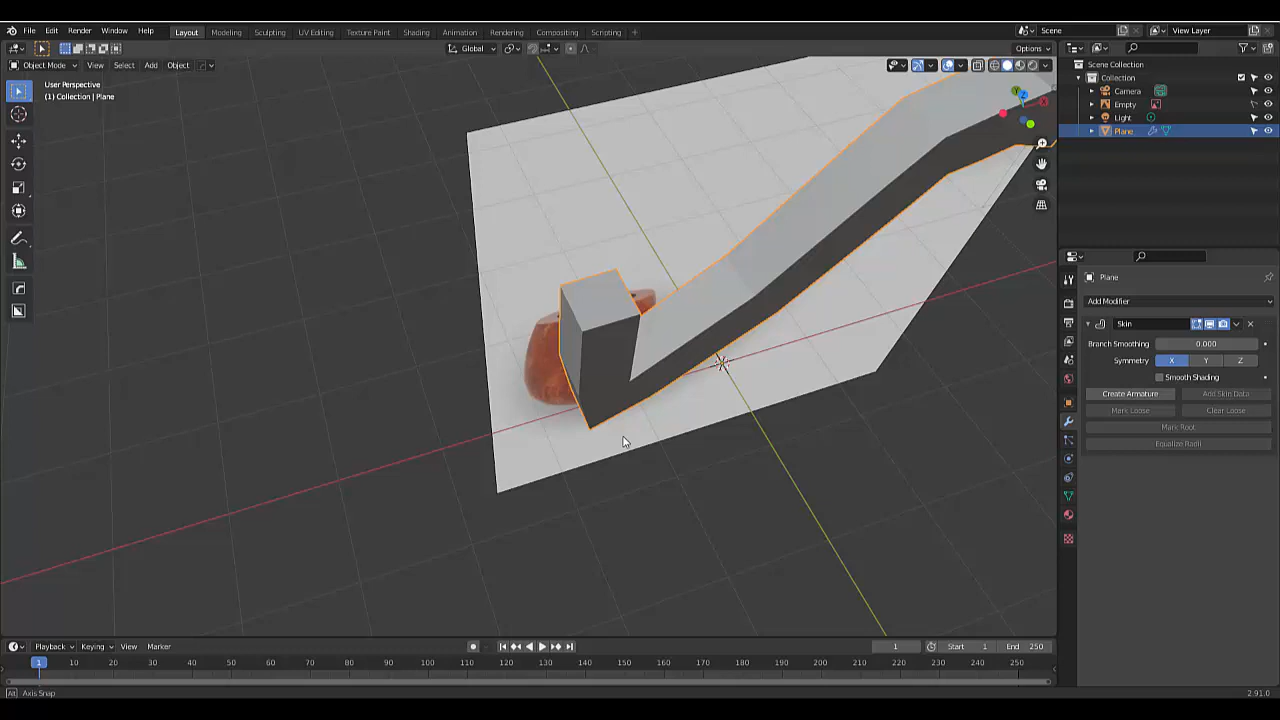 File Edit Render Window Help Layout Modeling Sculpting UV Editing Texture Paint Shading Animation Rendering Compositing Scripting Scene View Layer
Global Options
Object Mode View Select Add Object
User Perspective
(1) Collection | Plane
Scene Collection
Collection
Camera
Empty
Light
Plane
Plane
Add Modifier
Skin
Branch Smoothing 0.000
Symmetry X Y Z
Smooth Shading
Create Armature Add Skin Data
Mark Loose Clear Loose
Mark Root
Equalize Radii
Playback Keying View Marker 1 Start 1 End 250
1 10 20 30 40 50 60 70 80 90 100 110 120 130 140 150 160 170 180 190 200 210 220 230 240 250
Alt Axis Snap 2.91.0